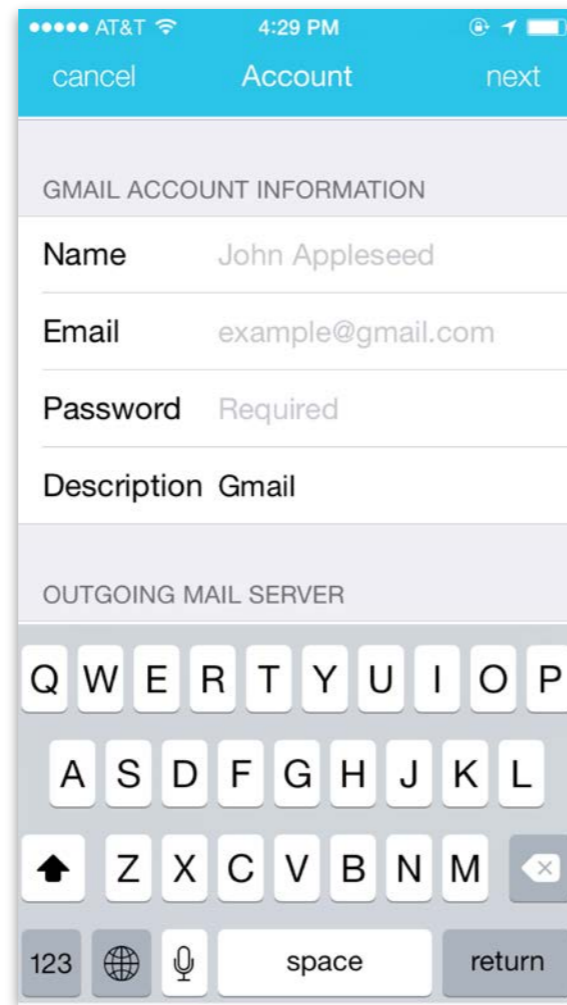 AT&T 4:29 PM
cancel Account next
GMAIL ACCOUNT INFORMATION
Name John Appleseed
Email example@gmail.com
Password Required
Description Gmail
OUTGOING MAIL SERVER
Q W E R T Y U I O P
A S D F G H J K L
Z X C V B N M
123 space return